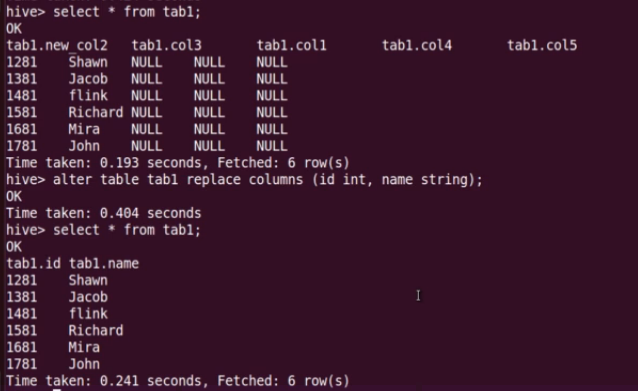 hive> select * from tab1;
OK
tab1.new_col2 tab1.col3 tab1.col1 tab1.col4 tab1.col5
1281 Shawn NULL NULL NULL
1381 Jacob NULL NULL NULL
1481 flink NULL NULL NULL
1581 Richard NULL NULL NULL
1681 Mira NULL NULL NULL
1781 John NULL NULL NULL
Time taken: 0.193 seconds, Fetched: 6 row(s)
hive> alter table tab1 replace columns (id int, name string);
OK
Time taken: 0.404 seconds
hive> select * from tab1;
OK
tab1.id tab1.name
1281 Shawn
1381 Jacob
1481 flink
1581 Richard
1681 Mira
1781 John
Time taken: 0.241 seconds, Fetched: 6 row(s)